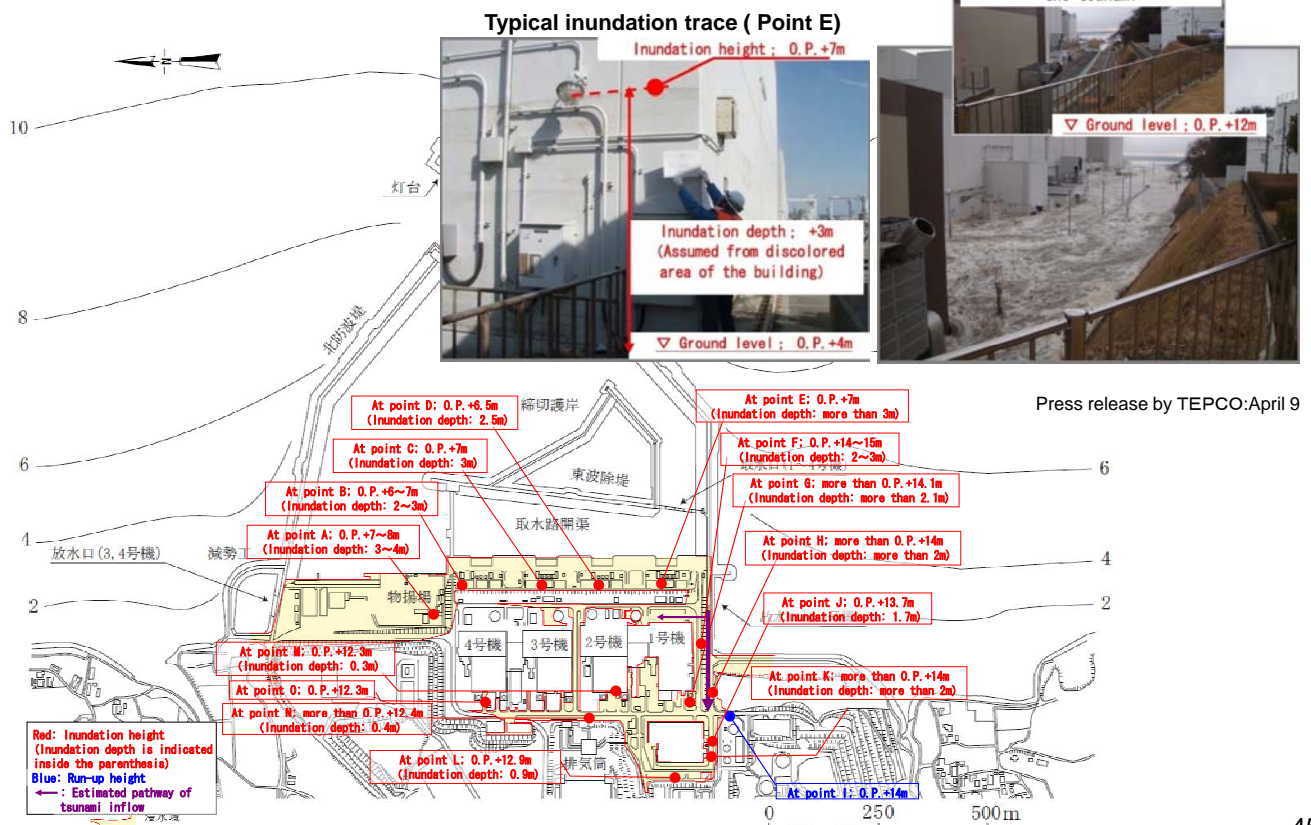 Typical inundation trace ( Point E)
Inundation height ; O.P.+7m
Inundation depth ; +3m
(Assumed from discolored
area of the building)
▽ Ground level ; O.P.+4m
▽ Ground level ; O.P.+12m
Press release by TEPCO:April 9
N
10
8
6
4
2
6
4
2
灯台
北防波堤
締切護岸
東波除堤
取水路開渠
放水口(3,4号機)
減勢工
物揚場
4号機
3号機
2号機
1号機
排気筒
At point D; O.P.+6.5m
(Inundation depth: 2.5m)
At point C; O.P.+7m
(Inundation depth: 3m)
At point B; O.P.+6~7m
(Inundation depth: 2~3m)
At point A; O.P.+7~8m
(Inundation depth: 3~4m)
At point E; O.P.+7m
(Inundation depth: more than 3m)
At point F; O.P.+14~15m
(Inundation depth: 2~3m)
At point G; more than O.P.+14.1m
(Inundation depth: more than 2.1m)
At point H; more than O.P.+14m
(Inundation depth: more than 2m)
At point J; O.P.+13.7m
(Inundation depth: 1.7m)
At point K; more than O.P.+14m
(Inundation depth: more than 2m)
At point M; O.P.+12.3m
(Inundation depth: 0.3m)
At point O; O.P.+12.3m
At point N; more than O.P.+12.4m
(Inundation depth: 0.4m)
At point L; O.P.+12.9m
(Inundation depth: 0.9m)
At point I; O.P.+14m
Red: Inundation height
(Inundation depth is indicated
inside the parenthesis)
Blue: Run-up height
←: Estimated pathway of
tsunami inflow
0 250 500m